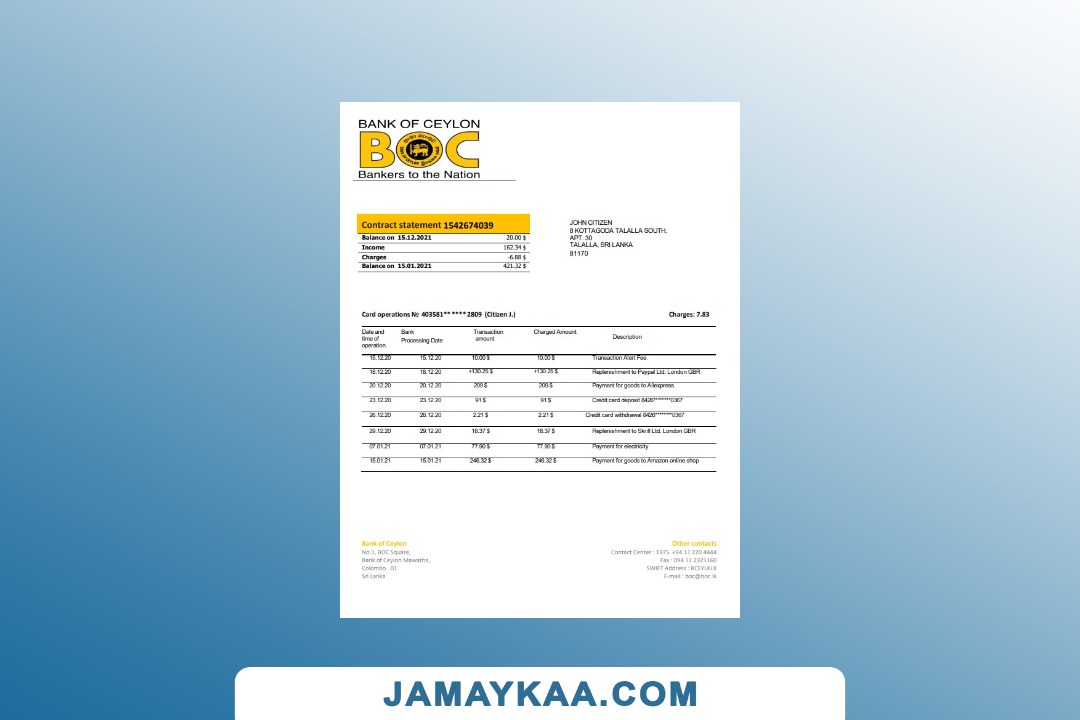 BANK OF CEYLON
BOC
Bankers to the Nation
Contract statement 1542674039
Balance on 15.12.2021 20.00 $
Income 162.34 $
Charges -6.88 $
Balance on 15.01.2021 421.32 $
JOHN CITIZEN
8 KOTTAGODA TALALLA SOUTH,
APT. 30
TALALLA, SRI LANKA
81170
Card operations № 403581** **** 2809 (Citizen J.) Charges: 7.83
Date and time of operation Bank Processing Date Transaction amount Charged Amount Description
15.12.20 15.12.20 10.00 $ 10.00 $ Transaction Alert Fee
18.12.20 18.12.20 +130.25 $ +130.25 $ Replenishment to Paypal Ltd. London GBR
20.12.20 20.12.20 209 $ 209 $ Payment for goods to Aliexpress
23.12.20 23.12.20 91 $ 91 $ Credit card deposit 8426********0367
26.12.20 26.12.20 2.21 $ 2.21 $ Credit card withdrawal 8426********0367
29.12.20 29.12.20 18.37 $ 18.37 $ Replenishment to Skrill Ltd. London GBR
07.01.21 07.01.21 77.90 $ 77.90 $ Payment for electricity
15.01.21 15.01.21 246.32 $ 246.32 $ Payment for goods to Amazon online shop
Bank of Ceylon
No 1, BOC Square,
Bank of Ceylon Mawatha,
Colombo , 01
Sri Lanka
Other contacts
Contact Center : 1975 +94 11 220 4444
Fax : 094 11 2321160
SWIFT Address : BCEYLKLX
E-mail : boc@boc.lk
JAMAYKAA.COM